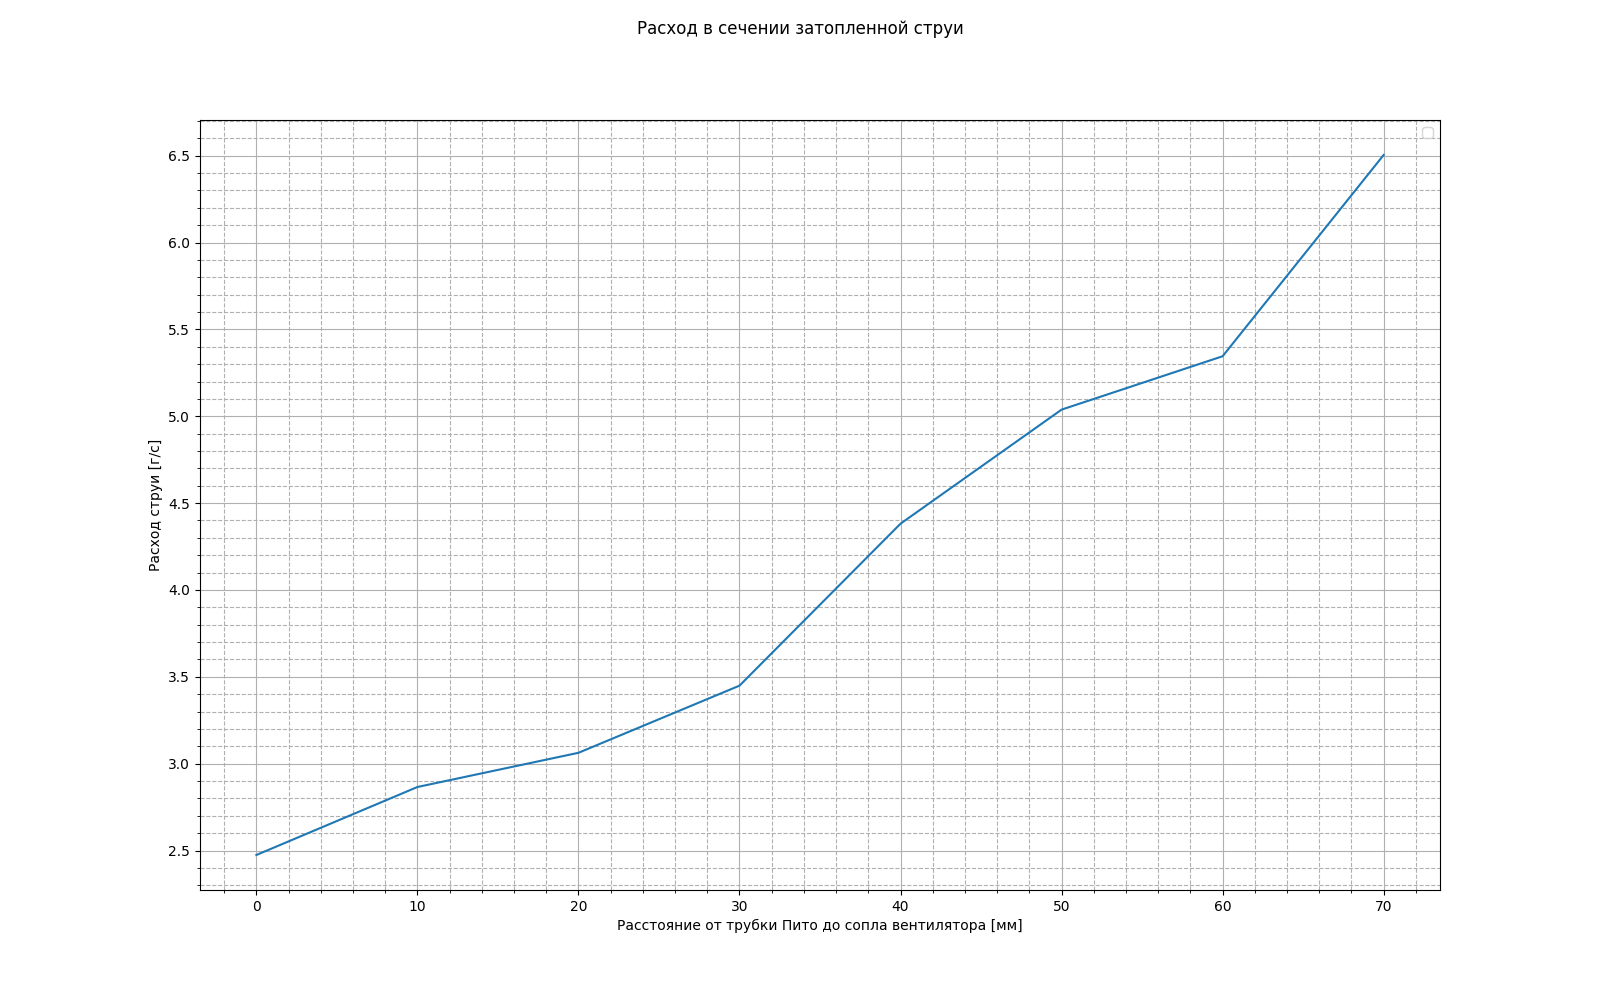 Расход в сечении затопленной струи
6.5
6.0
5.5
5.0
4.5
4.0
3.5
3.0
2.5
Расход струи [г/с]
0 10 20 30 40 50 60 70
Расстояние от трубки Пито до сопла вентилятора [мм]